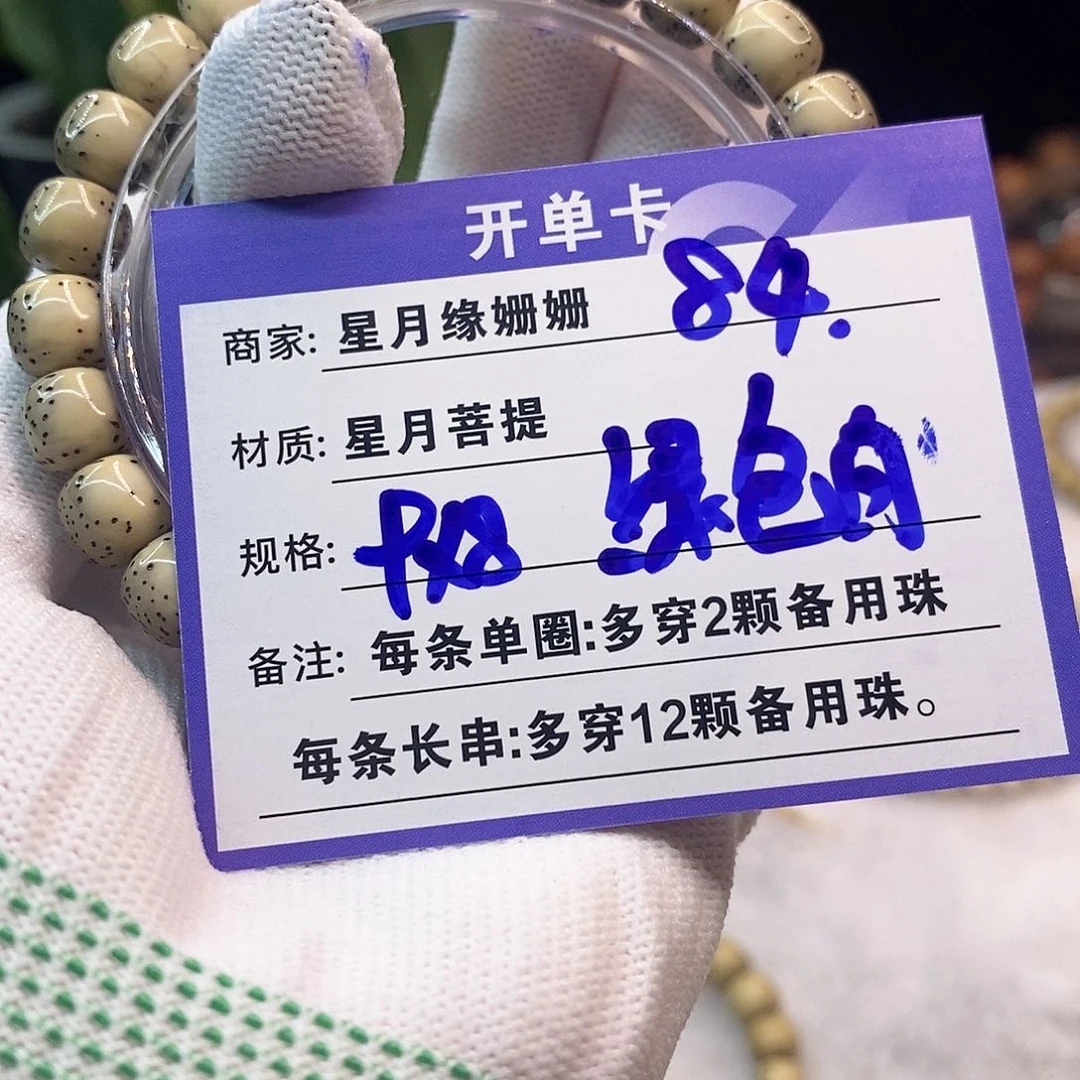 开单卡
商家: 星月缘姗姗 84.
材质: 星月菩提
规格: 绿色月
备注: 每条单圈:多穿2颗备用珠
每条长串:多穿12颗备用珠。